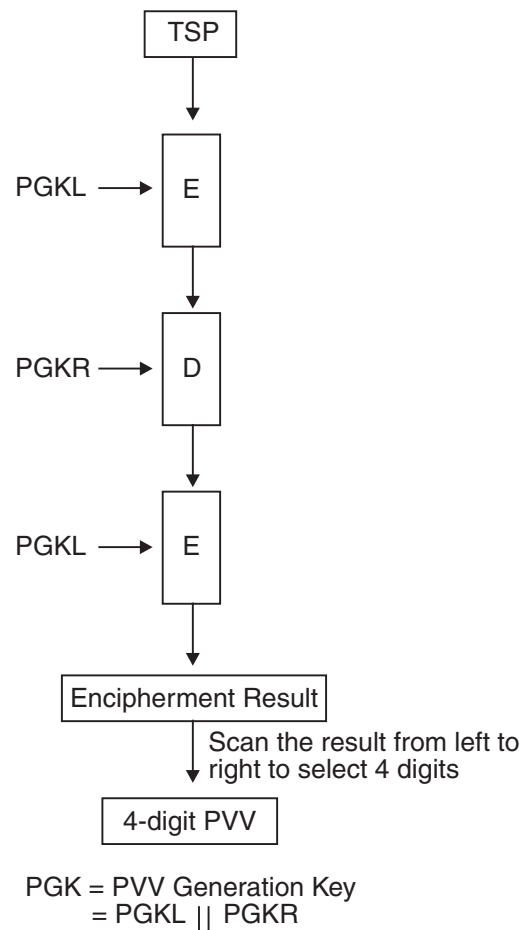 TSP
PGKL
E
PGKR
D
PGKL
E
Encipherment Result
Scan the result from left to
right to select 4 digits
4-digit PVV
PGK = PVV Generation Key
= PGKL || PGKR